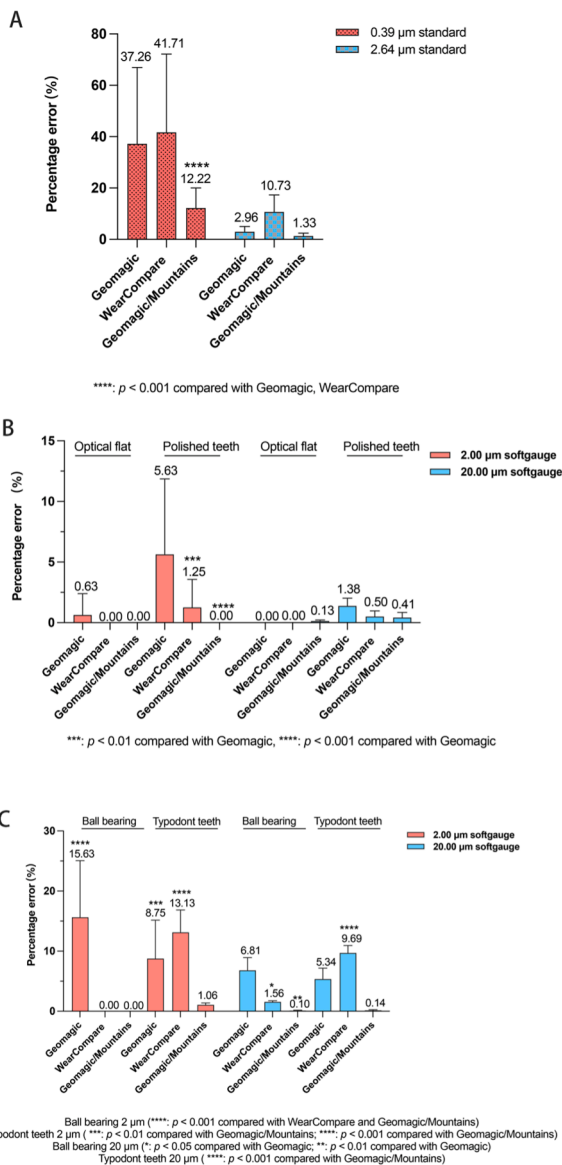 A
0.39 µm standard
2.64 µm standard
Percentage error (%)
80
60
40
20
0
37.26
41.71
****
12.22
2.96
10.73
1.33
Geomagic
WearCompare
Geomagic/Mountains
Geomagic
WearCompare
Geomagic/Mountains
****: p < 0.001 compared with Geomagic, WearCompare
B
Optical flat Polished teeth Optical flat Polished teeth
2.00 µm softgauge
20.00 µm softgauge
Percentage error (%)
15
10
5
0
0.63
0.00
0.00
5.63
***
1.25
****
0.00
0.00
0.00
0.13
1.38
0.50
0.41
Geomagic
WearCompare
Geomagic/Mountains
Geomagic
WearCompare
Geomagic/Mountains
Geomagic
WearCompare
Geomagic/Mountains
Geomagic
WearCompare
Geomagic/Mountains
***: p < 0.01 compared with Geomagic, ****: p < 0.001 compared with Geomagic
C
Ball bearing Typodont teeth Ball bearing Typodont teeth
2.00 µm softgauge
20.00 µm softgauge
Percentage error (%)
30
20
10
0
****
15.63
0.00
0.00
***
8.75
****
13.13
1.06
6.81
*
1.56
**
0.10
5.34
****
9.69
0.14
Geomagic
WearCompare
Geomagic/Mountains
Geomagic
WearCompare
Geomagic/Mountains
Geomagic
WearCompare
Geomagic/Mountains
Geomagic
WearCompare
Geomagic/Mountains
Ball bearing 2 µm (****: p < 0.001 compared with WearCompare and Geomagic/Mountains)
podont teeth 2 µm ( ***: p < 0.01 compared with Geomagic/Mountains; ****: p < 0.001 compared with Geomagic/Mountains)
Ball bearing 20 µm (*: p < 0.05 compared with Geomagic; **: p < 0.01 compared with Geomagic)
Typodont teeth 20 µm ( ****: p < 0.001 compared with Geomagic/Mountains)